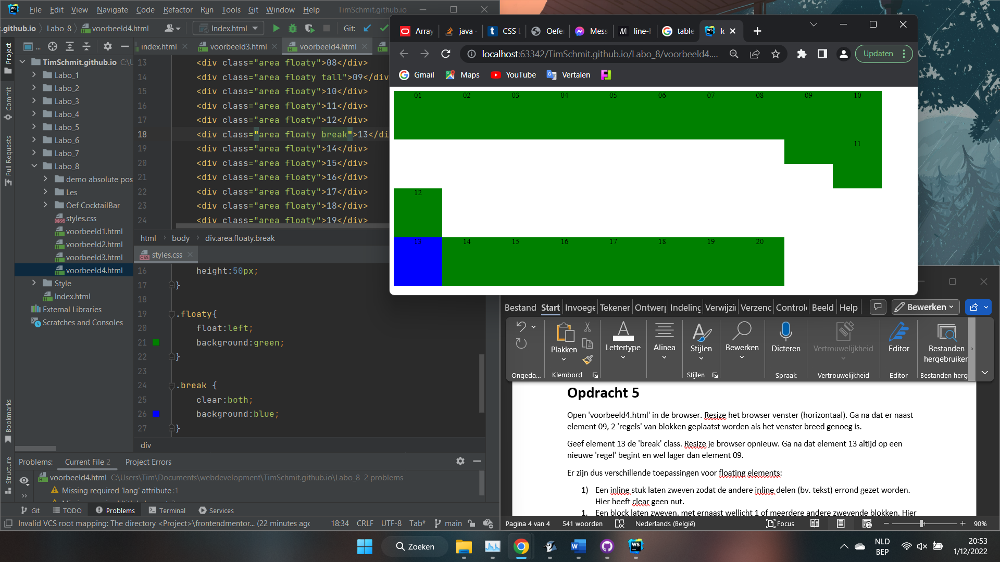 File Edit View Navigate Code Refactor Run Tools Git Window Help TimSchmit.github.io
.github.io Labo_8 voorbeeld4.html Index.html Git:
Project
Commit
Pull Requests
Bookmarks
Structure
...
TimSchmit.github.io C:\
Labo_1
Labo_2
Labo_3
Labo_4
Labo_5
Labo_6
Labo_7
Labo_8
demo absolute pos
Les
Oef CocktailBar
styles.css
voorbeeld1.html
voorbeeld2.html
voorbeeld3.html
voorbeeld4.html
Style
Index.html
External Libraries
Scratches and Consoles
index.html voorbeeld3.html voorbeeld4.html
13 <div class="area floaty">08</div>
14 <div class="area floaty tall">09</div
15 <div class="area floaty">10</div>
16 <div class="area floaty">11</div>
17 <div class="area floaty">12</div>
18 <div class="area floaty break">13</di
19 <div class="area floaty">14</div>
20 <div class="area floaty">15</div>
21 <div class="area floaty">16</div>
22 <div class="area floaty">17</div>
23 <div class="area floaty">18</div>
24 <div class="area floaty">19</div>
html body div.area.floaty.break
styles.css
16 height:50px;
17 }
18
19 .floaty{
20 float:left;
21 background:green;
22 }
23
24 .break {
25 clear:both;
26 background:blue;
27 }
div
Problems: Current File 2 Project Errors
voorbeeld4.html C:\Users\Tim\Documents\webdevelopment\TimSchmit.github.io\Labo_8 2 problems
Missing required 'lang' attribute :1
Git TODO Problems Terminal Services
Invalid VCS root mapping: The directory <Project>\frontendmentor... (22 minutes agc 18:34 CRLF UTF-8 Tab* main
Array java CSS L Oefe Mess line-h table lo
localhost:63342/TimSchmit.github.io/Labo_8/voorbeeld4.... Updaten
Gmail Maps YouTube Vertalen
01 02 03 04 05 06 07 08 09 10
11
12
13 14 15 16 17 18 19 20
Bestand Start Invoege Tekener Ontwerp Indeling Verwijzi Verzenc Control Beeld Help Bewerken
Plakken Lettertype Alinea Stijlen Bewerken Dicteren Vertrouwelijkheid Editor Bestanden
hergebruiker
Ongeda... Klembord Stijlen Spraak Vertrouwelijkheid Editor Bestanden herg
Opdracht 5
Open 'voorbeeld4.html' in de browser. Resize het browser venster (horizontaal). Ga na dat er naast
element 09, 2 'regels' van blokken geplaatst worden als het venster breed genoeg is.
Geef element 13 de 'break' class. Resize je browser opnieuw. Ga na dat element 13 altijd op een
nieuwe 'regel' begint en wel lager dan element 09.
Er zijn dus verschillende toepassingen voor floating elements:
1) Een inline stuk laten zweven zodat de andere inline delen (bv. tekst) errond gezet worden.
Hier heeft clear geen nut.
1. Een block laten zweven, met ernaast wellicht 1 of meerdere andere zwevende blokken. Hier
Pagina 4 van 4 541 woorden Nederlands (België) Focus 90%
Zoeken
NLD
BEP
20:53
1/12/2022